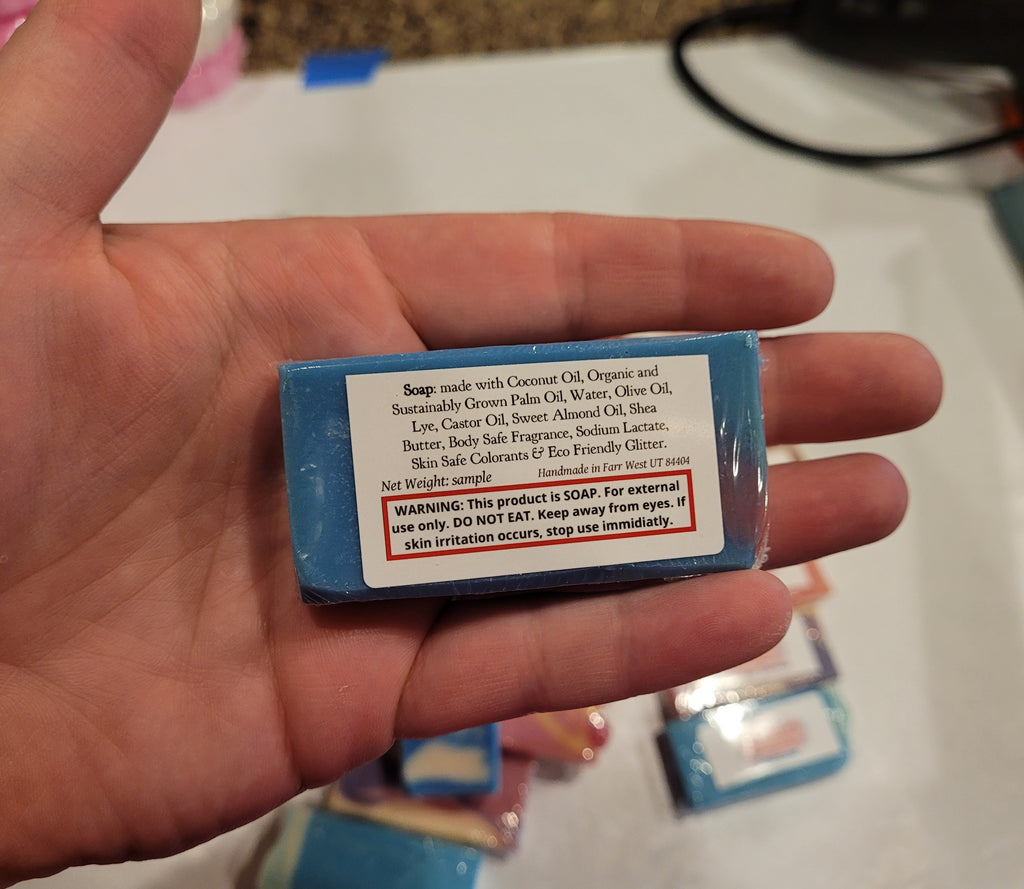 Soap: made with Coconut Oil, Organic and
Sustainably Grown Palm Oil, Water, Olive Oil,
Lye, Castor Oil, Sweet Almond Oil, Shea
Butter, Body Safe Fragrance, Sodium Lactate,
Skin Safe Colorants & Eco Friendly Glitter.
Net Weight: sample
Handmade in Farr West UT 84404
WARNING: This product is SOAP. For external
use only. DO NOT EAT. Keep away from eyes. If
skin irritation occurs, stop use immidiatly.